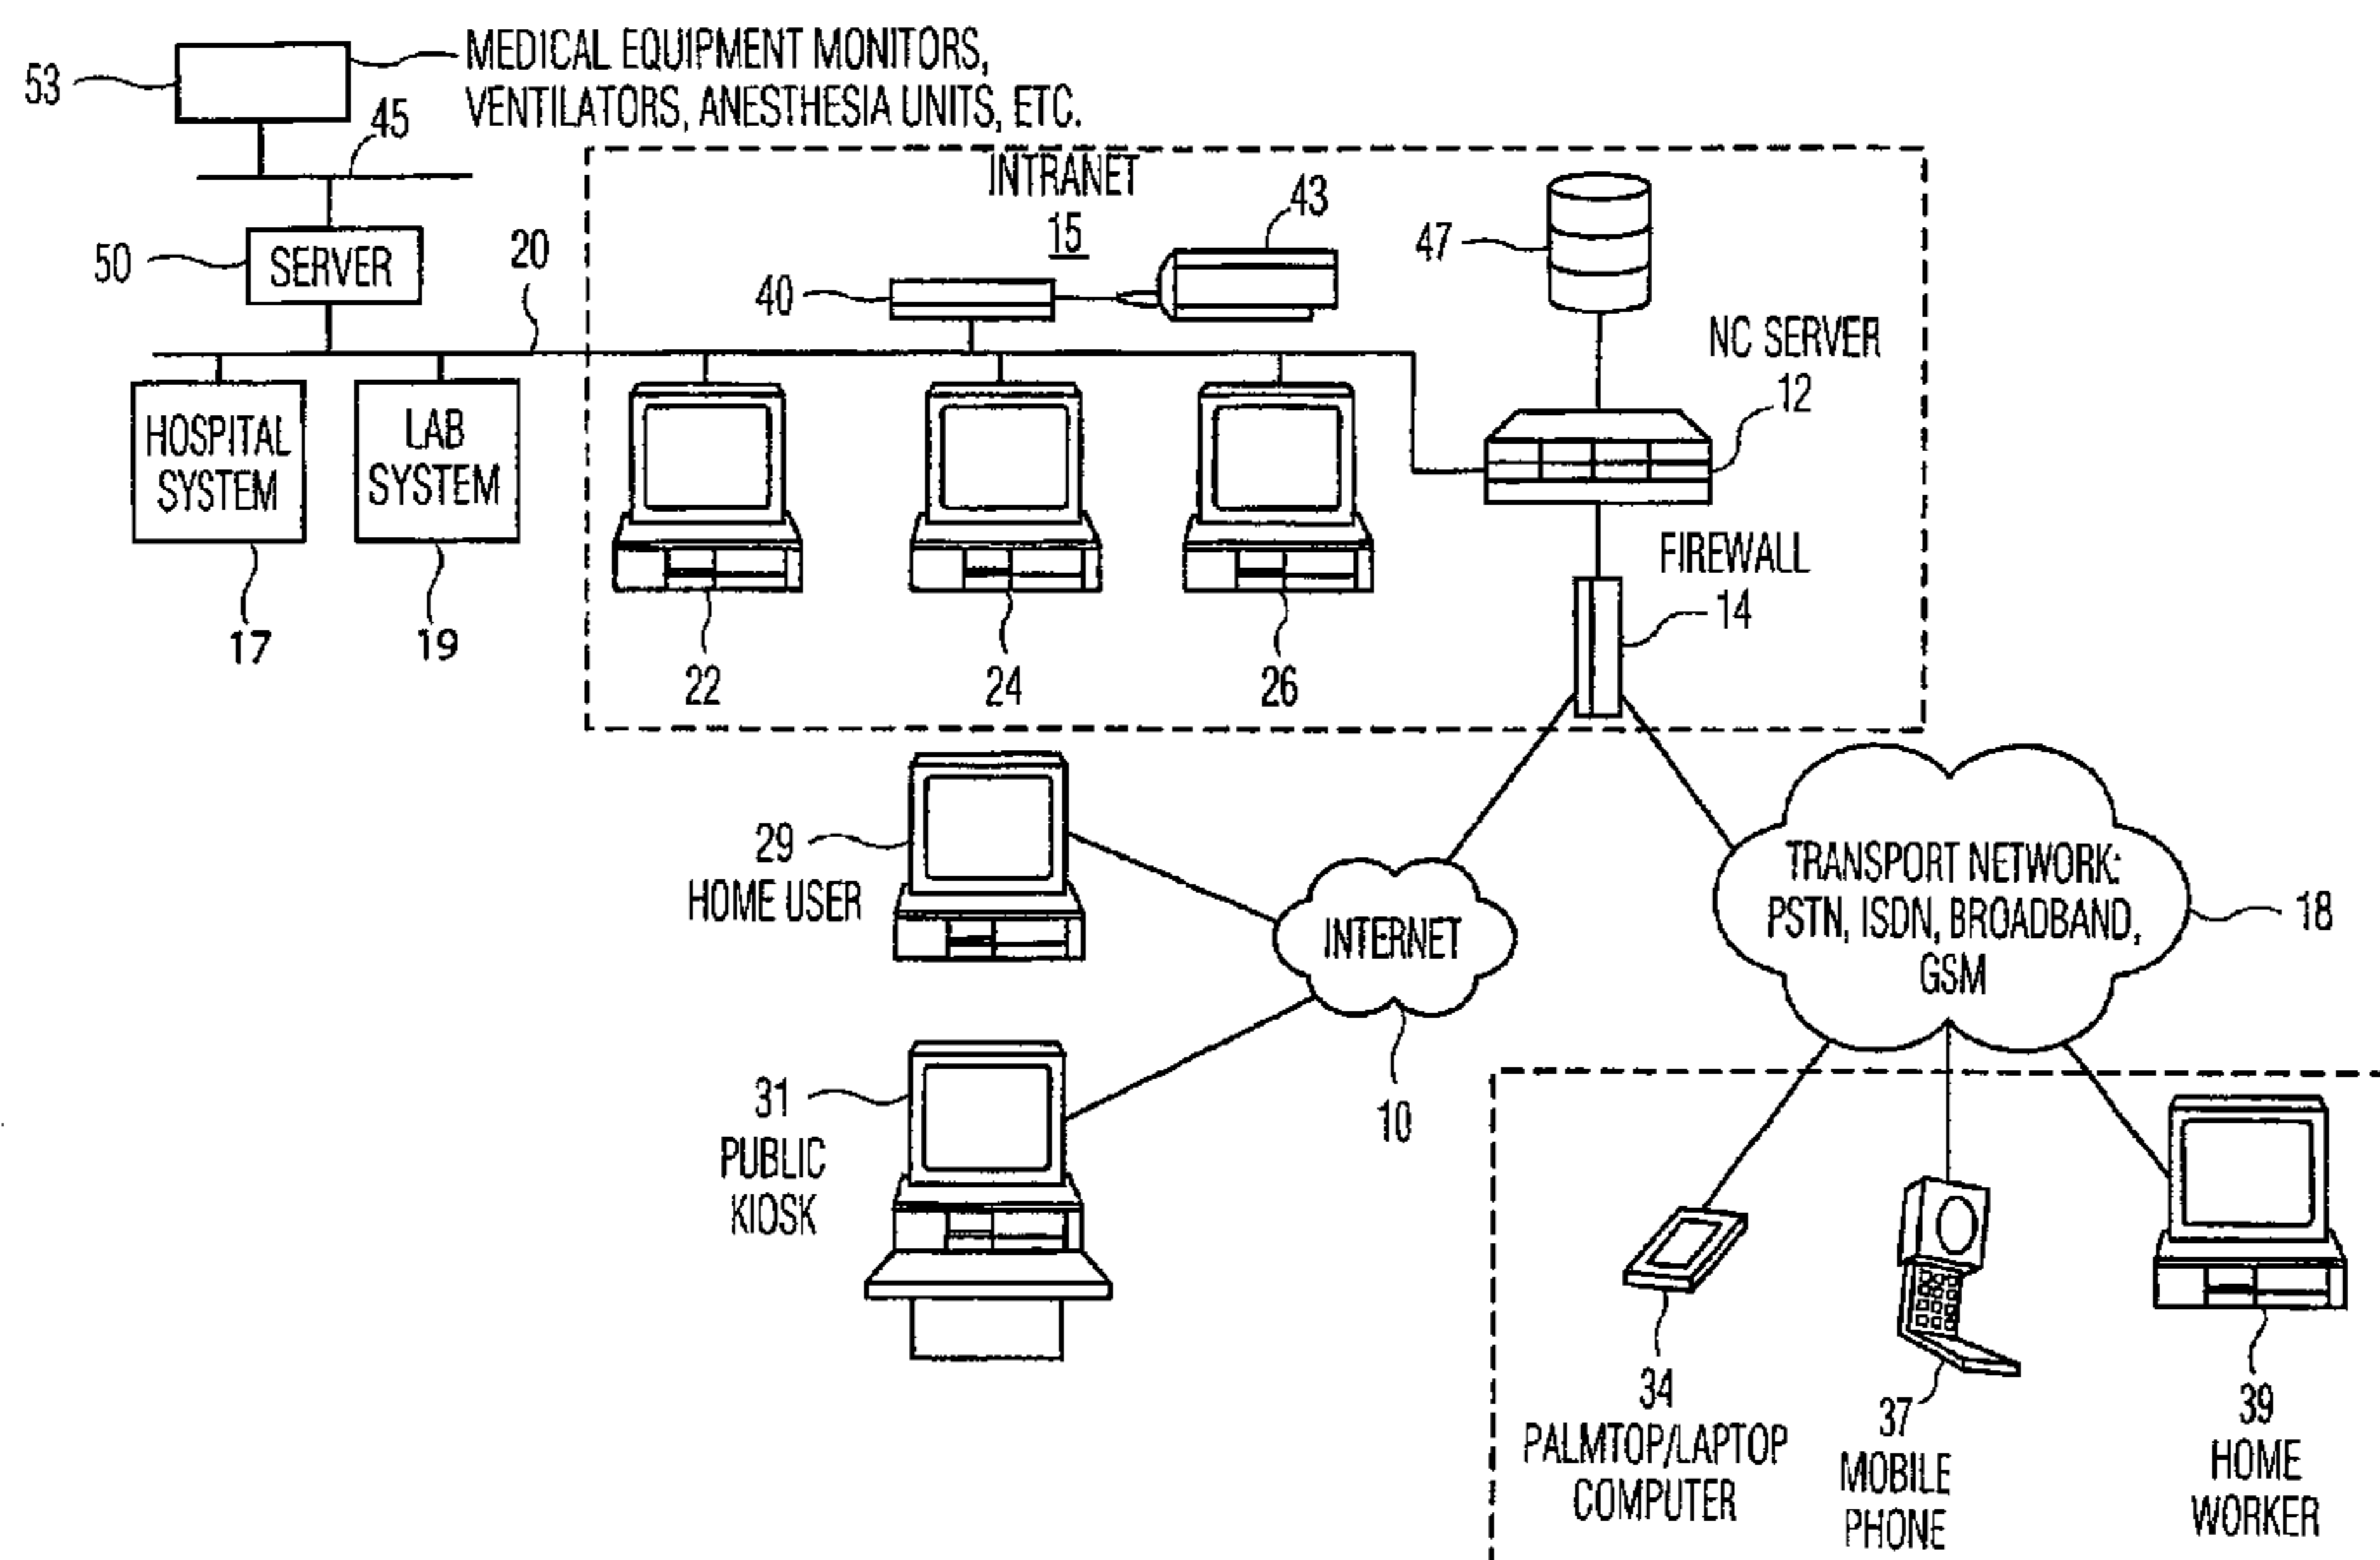 53
MEDICAL EQUIPMENT MONITORS,
VENTILATORS, ANESTHESIA UNITS, ETC.
45
INTRANET
15
43
47
50
SERVER
20
40
NC SERVER
12
HOSPITAL
SYSTEM
LAB
SYSTEM
FIREWALL
14
17
19
22
24
26
29
HOME USER
INTERNET
TRANSPORT NETWORK:
PSTN, ISDN, BROADBAND,
GSM
18
31
PUBLIC
KIOSK
10
34
PALMTOP/LAPTOP
COMPUTER
37
MOBILE
PHONE
39
HOME
WORKER